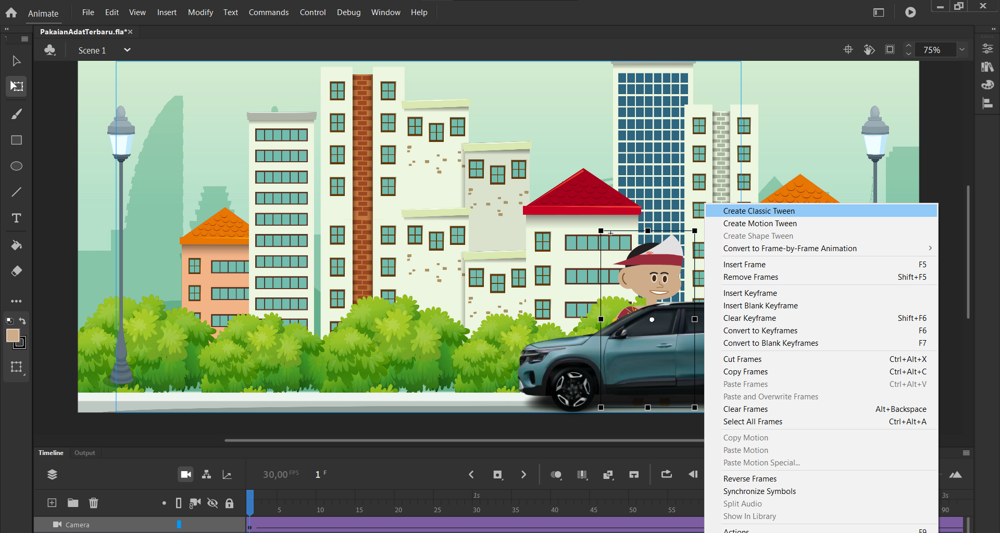 Animate File Edit View Insert Modify Commands Text Control Debug Window Help
PakaianAdatTerbaru.fla*
Scene 1
75%
Create Classic Tween
Create Motion Tween
Create Shape Tween
Convert to Frame-by-Frame Animation
Insert Frame F5
Remove Frames Shift+F5
Insert Keyframe
Insert Blank Keyframe
Clear Keyframe Shift+F6
Convert to Keyframes F6
Convert to Blank Keyframes F7
Cut Frames Ctrl+Alt+X
Copy Frames Ctrl+Alt+C
Paste Frames Ctrl+Alt+V
Paste and Overwrite Frames
Clear Frames Alt+Backspace
Select All Frames Ctrl+Alt+A
Copy Motion
Paste Motion
Paste Motion Special...
Reverse Frames
Synchronize Symbols
Split Audio
Show In Library
Actions F9
Timeline Output
30,00 FPS 1 F
1s 3s
5 10 15 20 25 30 35 40 45 50 55 90
Camera